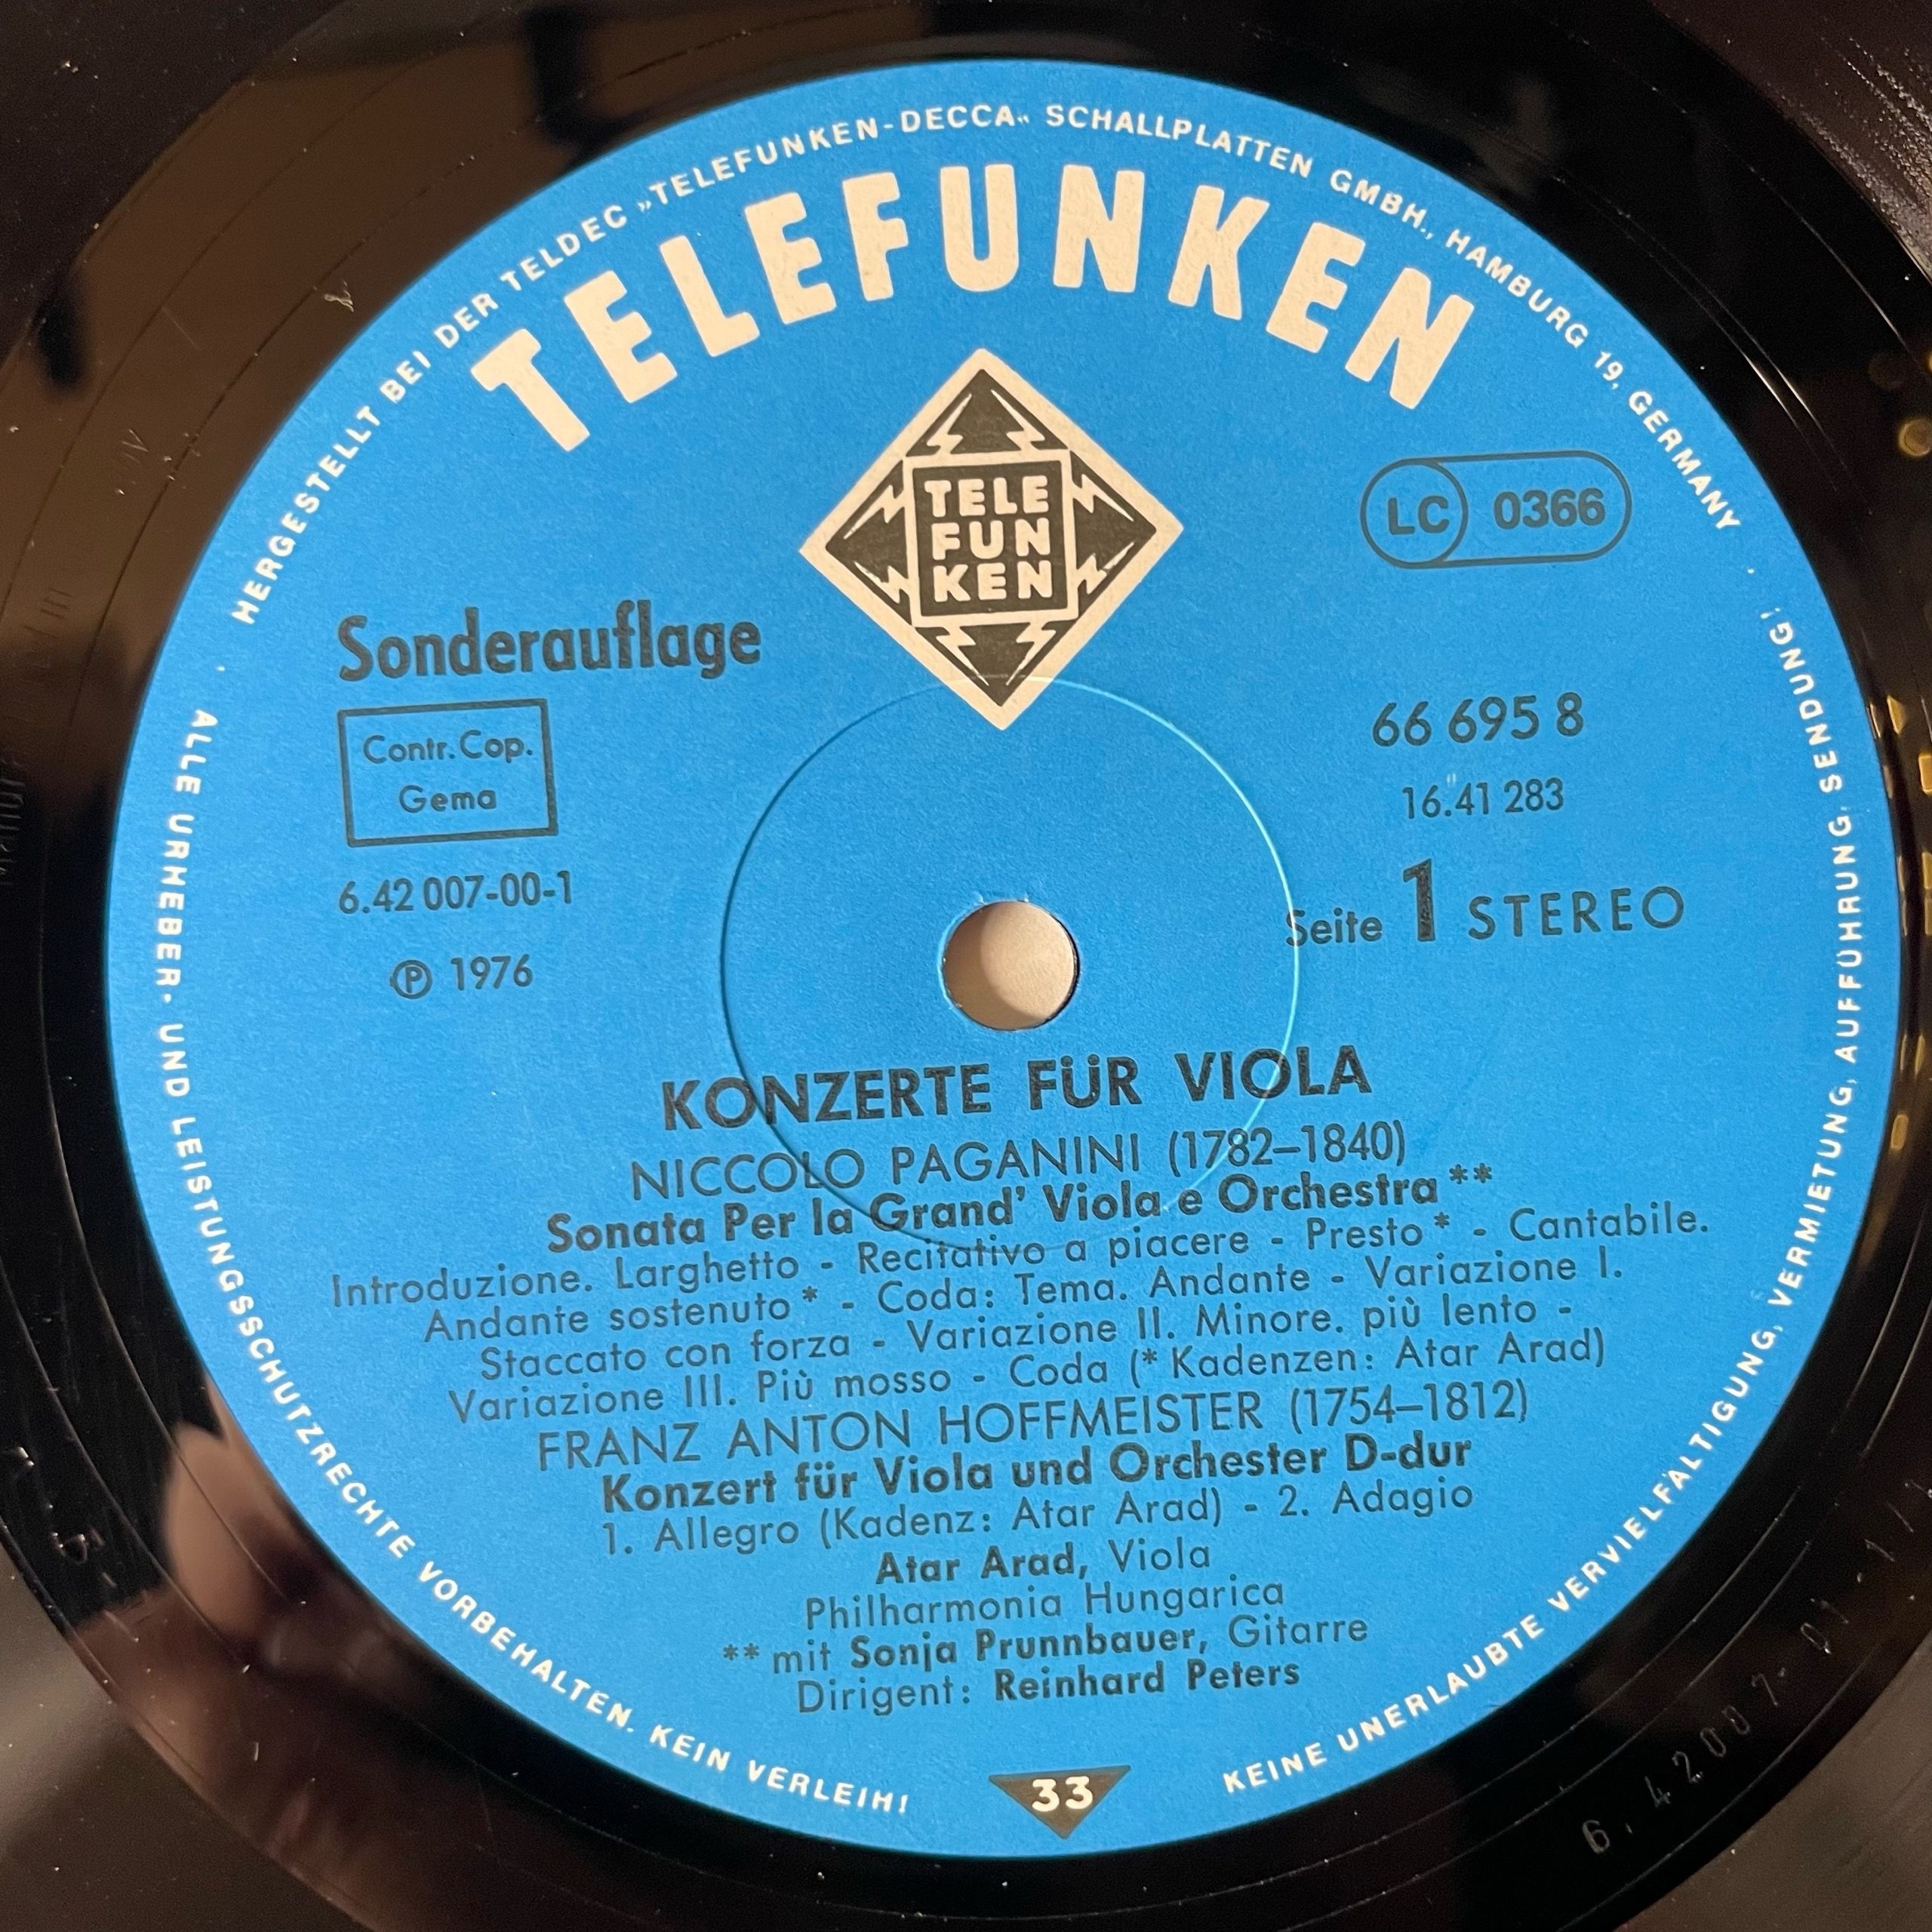 HERGESTELLT BEI DER TELDEC »TELEFUNKEN-DECCA« SCHALLPLATTEN GMBH., HAMBURG 19, GERMANY
TELEFUNKEN
TELE
FUN
KEN
LC 0366
Sonderauflage
Contr. Cop.
Gema
66 695 8
16.41 283
6.42 007-00-1
Seite 1 STEREO
Ⓟ 1976
KONZERTE FÜR VIOLA
NICCOLO PAGANINI (1782–1840)
Sonata Per la Grand' Viola e Orchestra**
Introduzione. Larghetto - Recitativo a piacere - Presto* - Cantabile.
Andante sostenuto* - Coda: Tema. Andante - Variazione I.
Staccato con forza - Variazione II. Minore. più lento -
Variazione III. Più mosso - Coda (* Kadenzen: Atar Arad)
FRANZ ANTON HOFFMEISTER (1754–1812)
Konzert für Viola und Orchester D-dur
1. Allegro (Kadenz: Atar Arad) - 2. Adagio
Atar Arad, Viola
Philharmonia Hungarica
** mit Sonja Prunnbauer, Gitarre
Dirigent: Reinhard Peters
33
ALLE URHEBER- UND LEISTUNGSSCHUTZRECHTE VORBEHALTEN. KEIN VERLEIH!
KEINE UNERLAUBTE VERVIELFÄLTIGUNG, VERMIETUNG, AUFFÜHRUNG, SENDUNG!